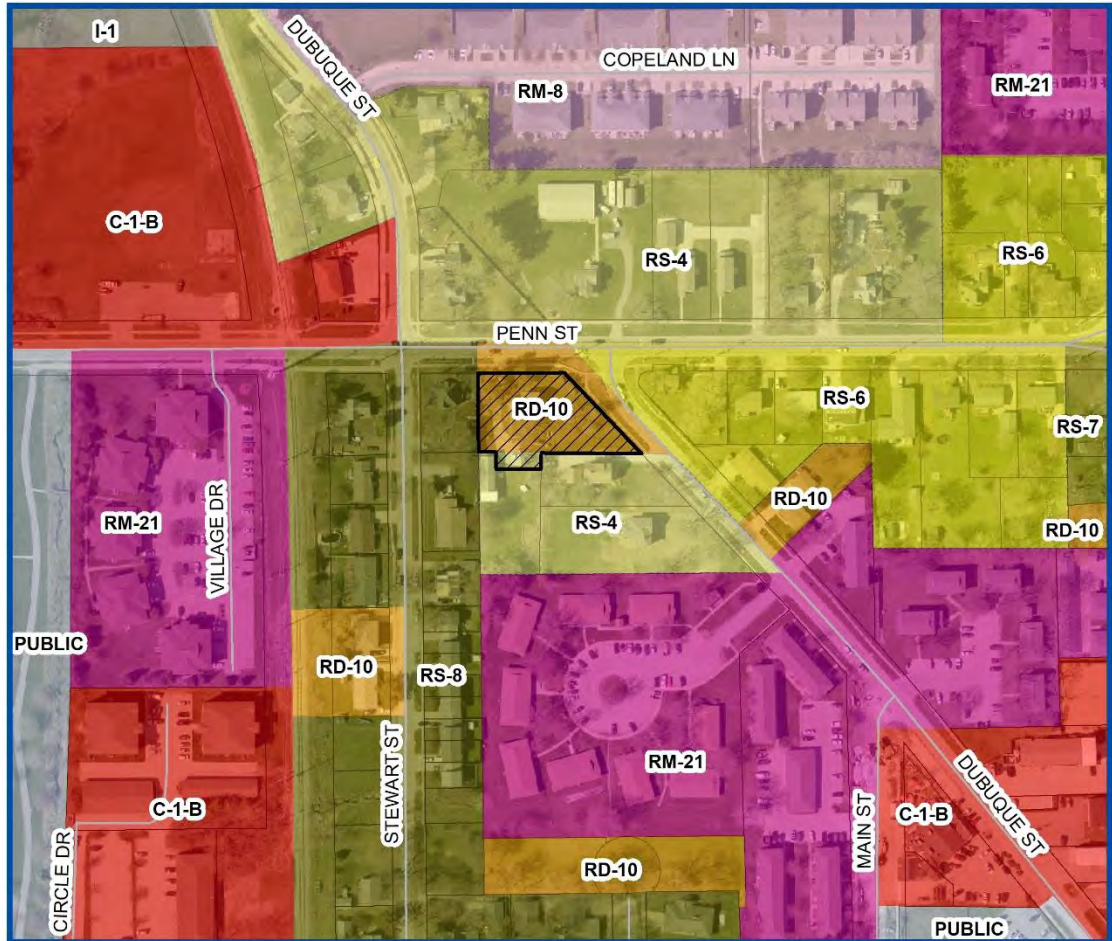 I-1
DUBUQUE ST
COPELAND LN
RM-8
RM-21
C-1-B
RS-4
RS-6
PENN ST
RD-10
RS-6
RS-7
RM-21
VILLAGE DR
RS-4
RD-10
RD-10
PUBLIC
RD-10
RS-8
STEWART ST
RM-21
MAIN ST
DUBUQUE ST
C-1-B
C-1-B
CIRCLE DR
RD-10
PUBLIC